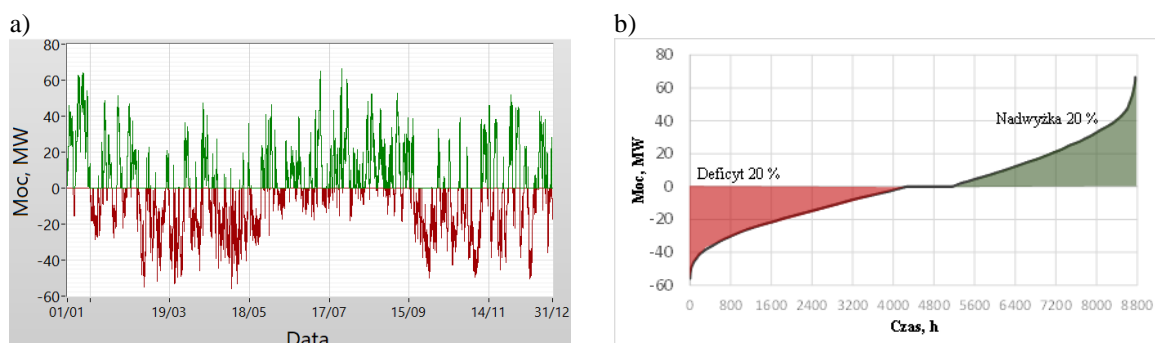 a)
80
60
40
20
0
-20
-40
-60
Moc, MW
01/01 19/03 18/05 17/07 15/09 14/11 31/12
Data
b)
80
60
40
20
0
-20
-40
-60
Moc, MW
Nadwyżka 20 %
Deficyt 20 %
0 800 1600 2400 3200 4000 4800 5600 6400 7200 8000 8800
Czas, h